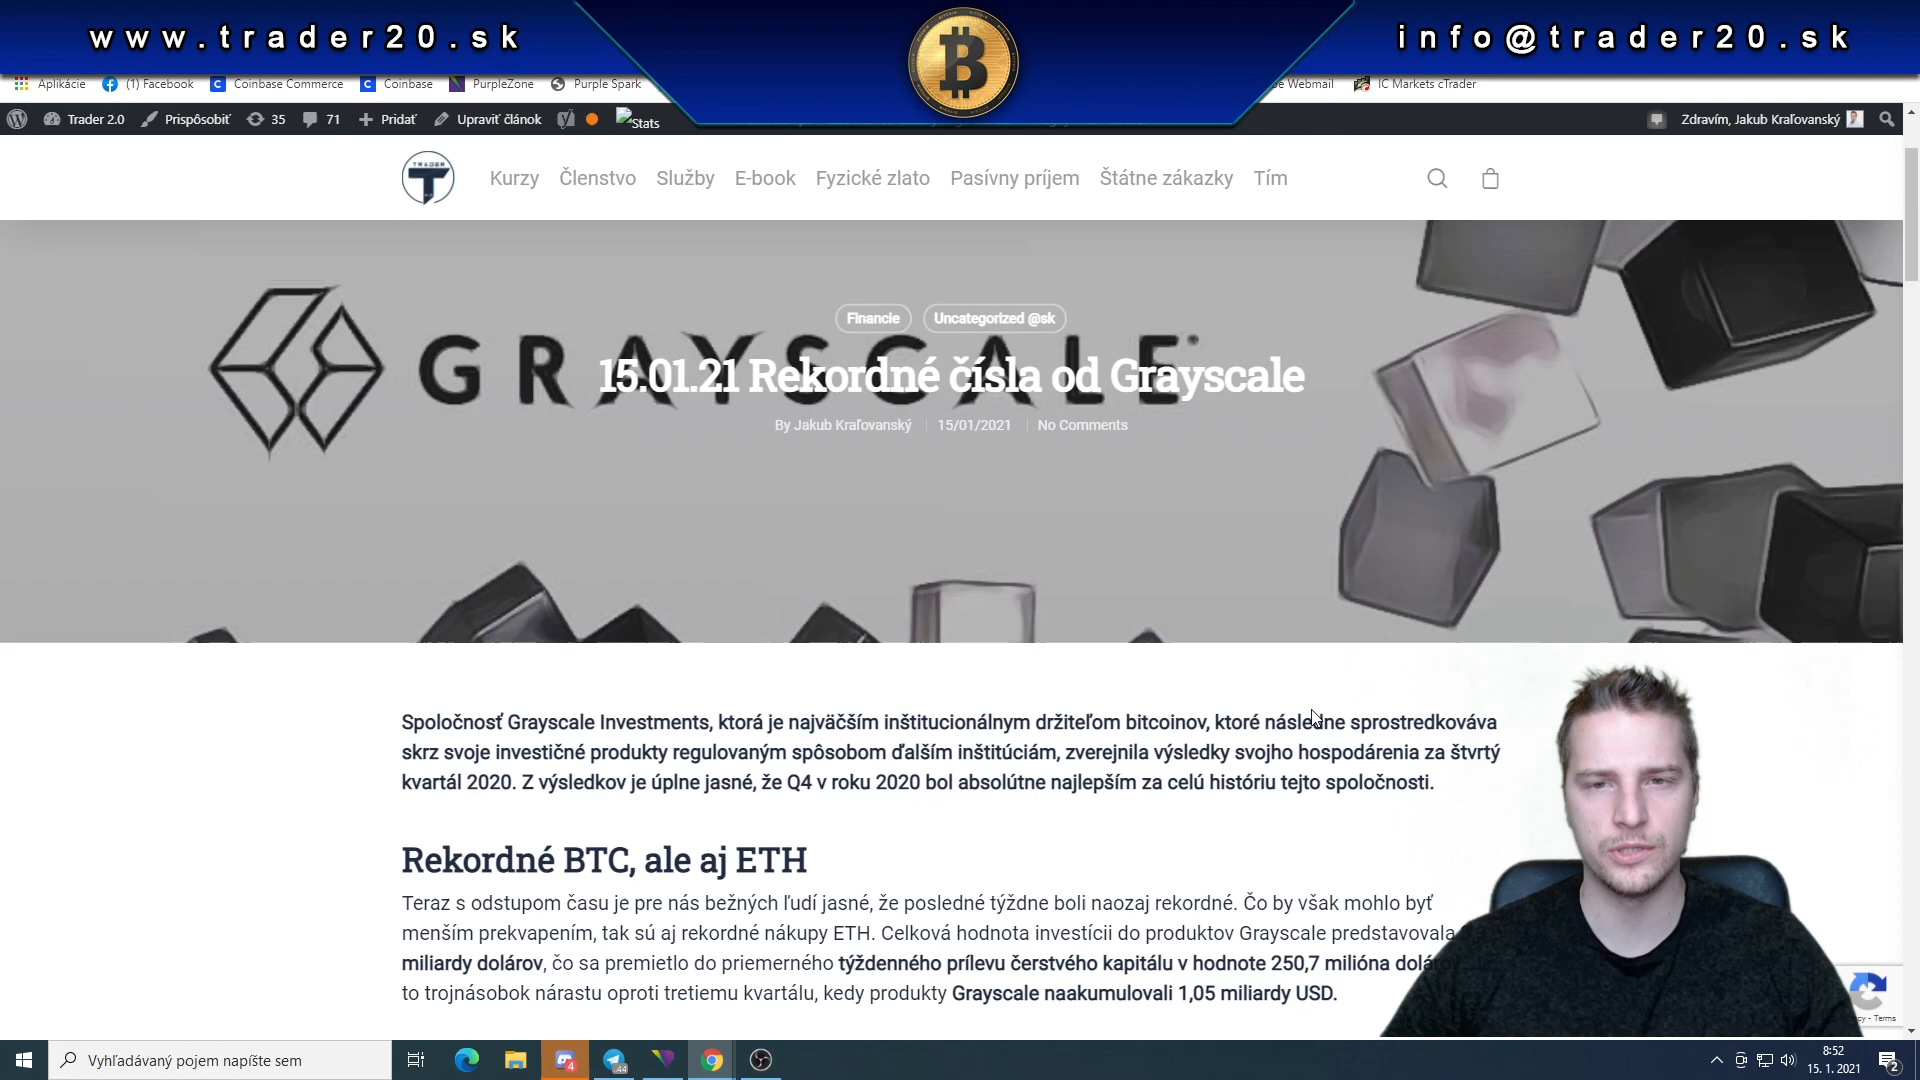 www.trader20.sk
info@trader20.sk
Aplikácie
(1) Facebook
Coinbase Commerce
Coinbase
PurpleZone
Purple Spark
Webmail
IC Markets cTrader
Trader 2.0
Prispôsobiť
35
71
Pridať
Upraviť článok
Stats
Zdravím, Jakub Kraľovanský
TRADER
Kurzy
Členstvo
Služby
E-book
Fyzické zlato
Pasívny príjem
Štátne zákazky
Tím
GRAYSCALE
Financie
Uncategorized @sk
15.01.21 Rekordné čísla od Grayscale
By Jakub Kraľovanský
15/01/2021
No Comments
Spoločnosť Grayscale Investments, ktorá je najväčším inštitucionálnym držiteľom bitcoinov, ktoré následne sprostredkováva
skrz svoje investičné produkty regulovaným spôsobom ďalším inštitúciám, zverejnila výsledky svojho hospodárenia za štvrtý
kvartál 2020. Z výsledkov je úplne jasné, že Q4 v roku 2020 bol absolútne najlepším za celú históriu tejto spoločnosti.
Rekordné BTC, ale aj ETH
Teraz s odstupom času je pre nás bežných ľudí jasné, že posledné týždne boli naozaj rekordné. Čo by však mohlo byť
menším prekvapením, tak sú aj rekordné nákupy ETH. Celková hodnota investícii do produktov Grayscale predstavovala
miliardy dolárov, čo sa premietlo do priemerného týždenného prílevu čerstvého kapitálu v hodnote 250,7 milióna
to trojnásobok nárastu oproti tretiemu kvartálu, kedy produkty Grayscale naakumulovali 1,05 miliardy USD.
- Terms
Vyhľadávaný pojem napíšte sem
4
44
8:52
15. 1. 2021
2